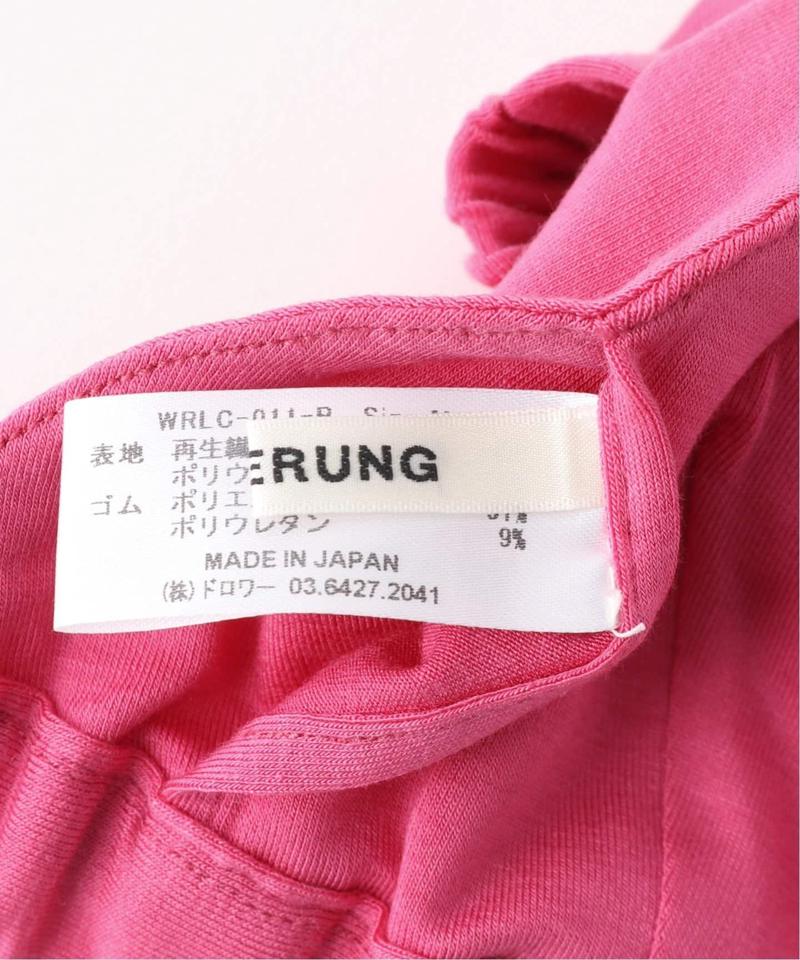 WRLC-011-R
表地 再生繊
ポリウ
ゴム ポリエ
ポリウレタン 9%
ERUNG
MADE IN JAPAN
(株)ドロワー 03.6427.2041